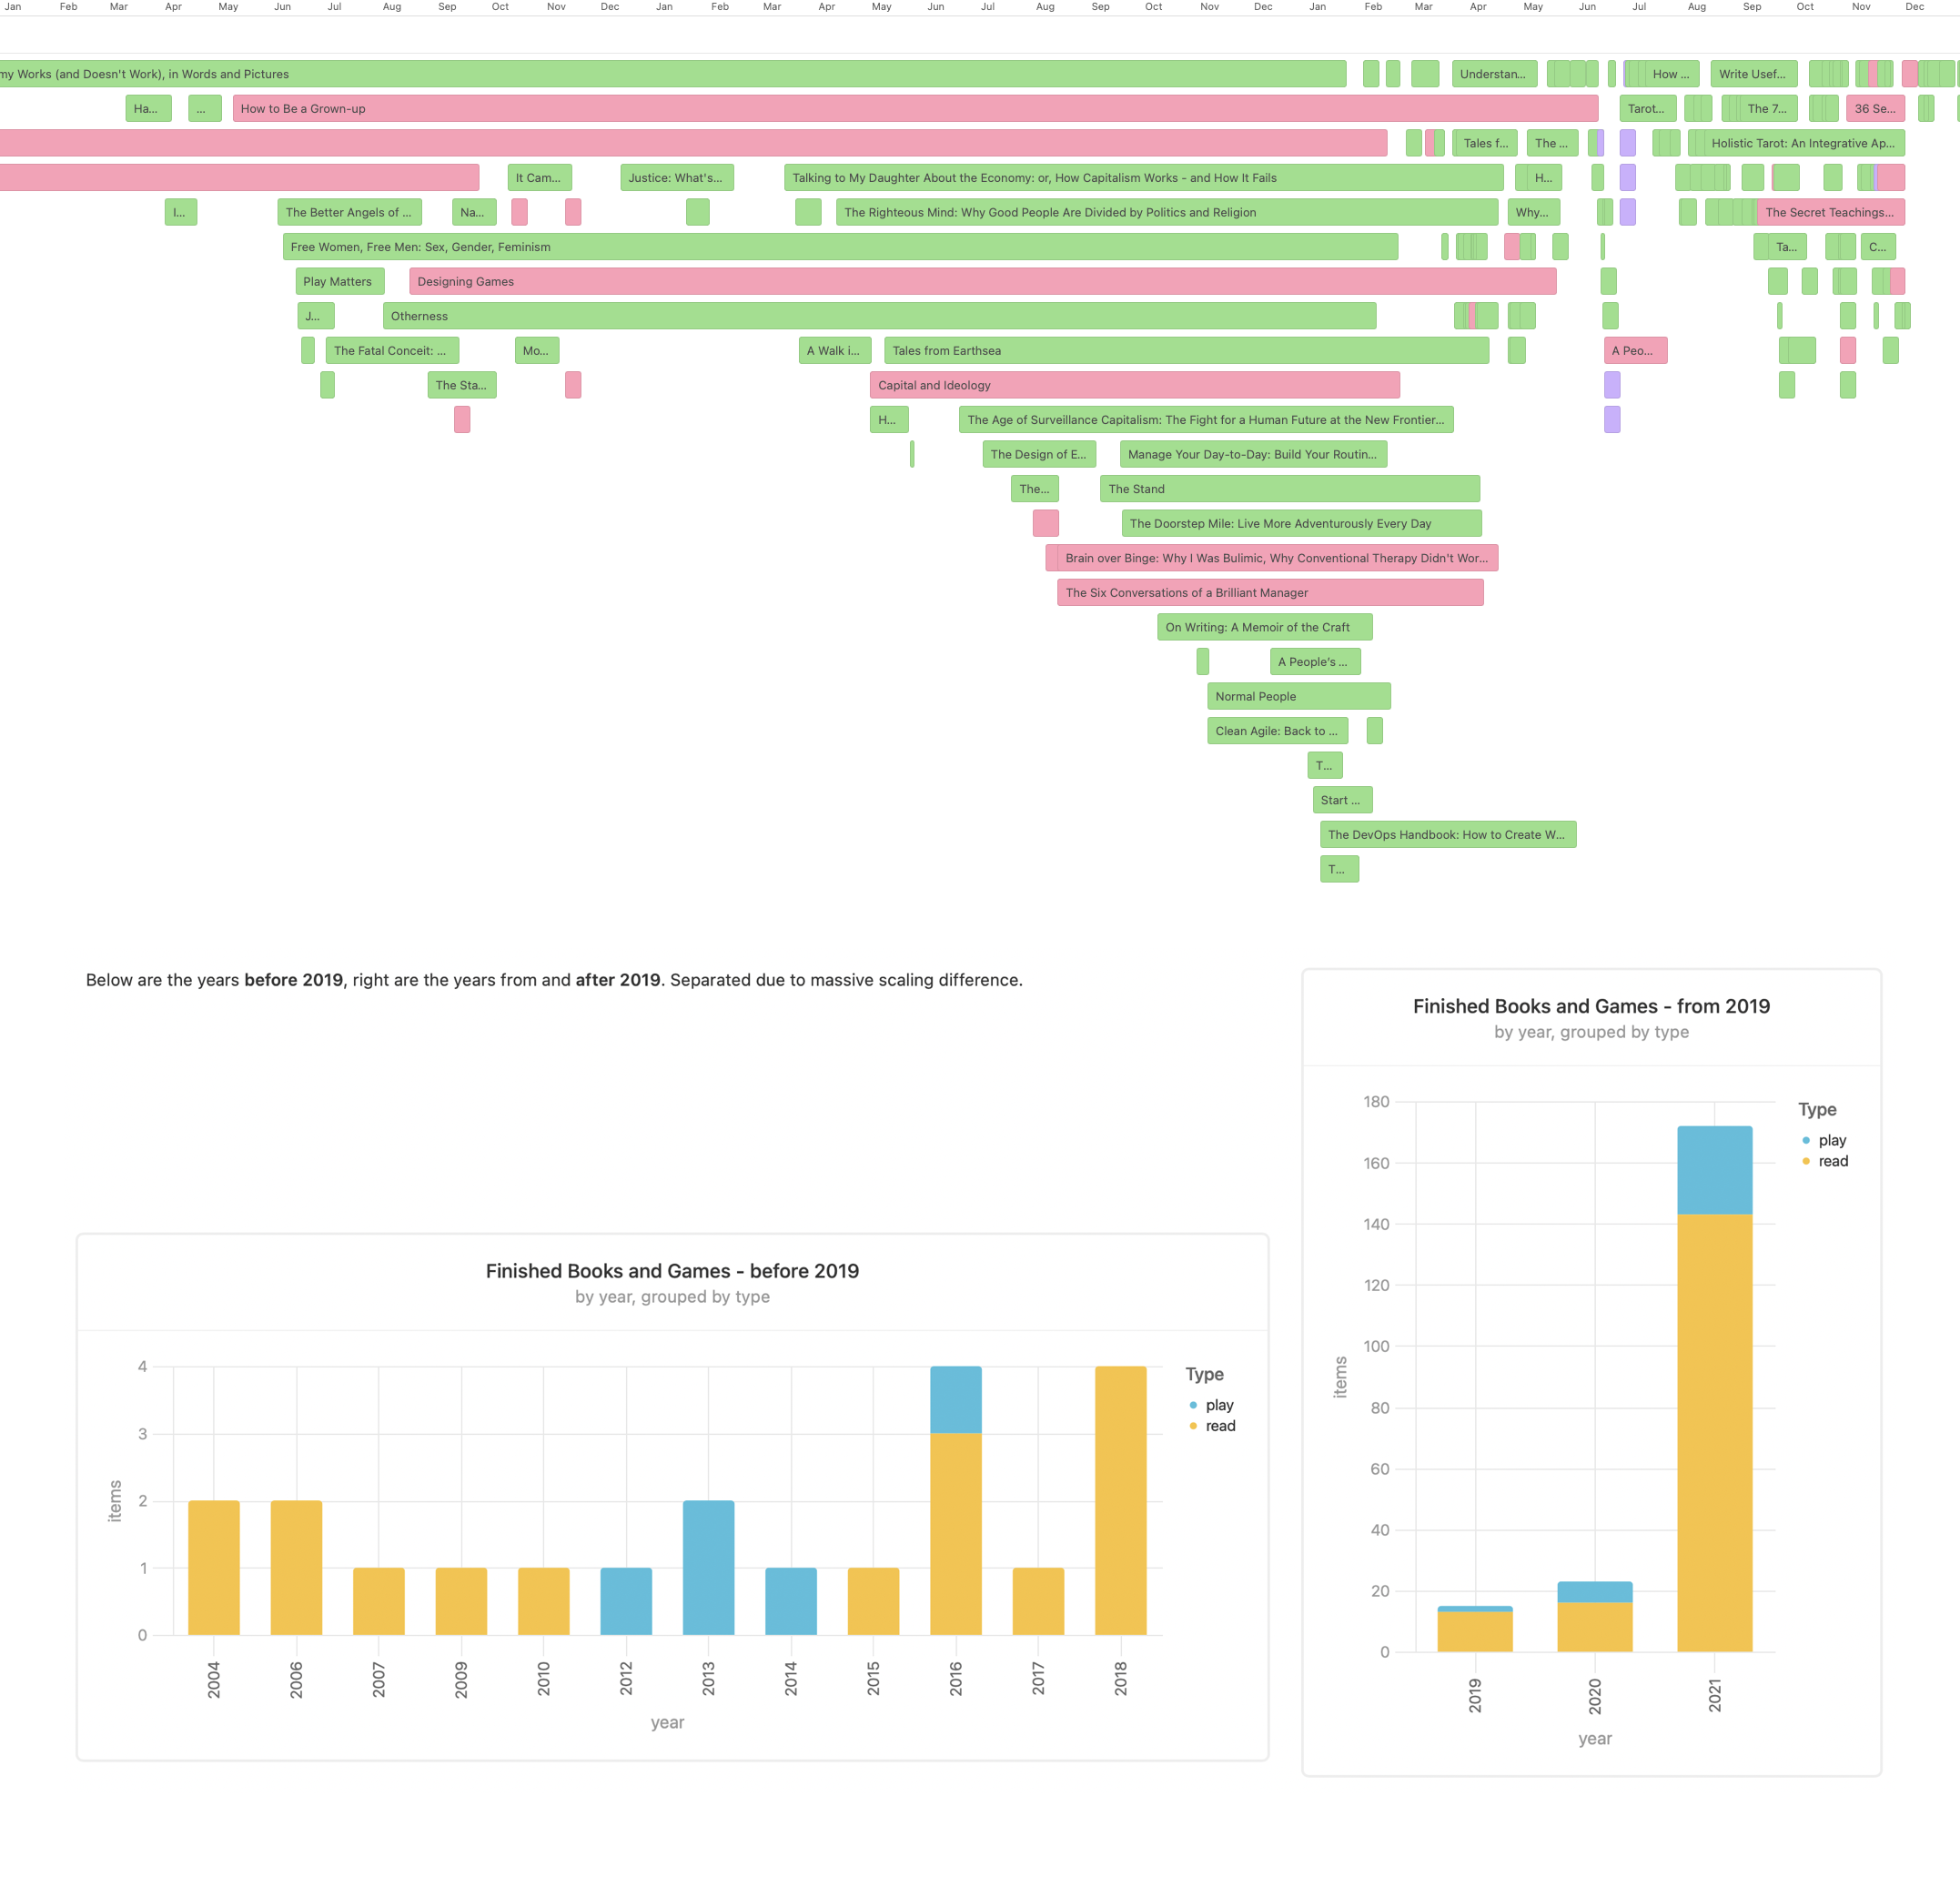 Jan Feb Mar Apr May Jun Jul Aug Sep Oct Nov Dec Jan Feb Mar Apr May Jun Jul Aug Sep Oct Nov Dec Jan Feb Mar Apr May Jun Jul Aug Sep Oct Nov Dec
my Works (and Doesn't Work), in Words and Pictures Understan... How ... Write Usef...
Ha... ... How to Be a Grown-up Tarot... The 7... 36 Se...
Tales f... The ... Holistic Tarot: An Integrative Ap...
It Cam... Justice: What's... Talking to My Daughter About the Economy: or, How Capitalism Works - and How It Fails H...
I... The Better Angels of ... Na... The Righteous Mind: Why Good People Are Divided by Politics and Religion Why... The Secret Teachings...
Free Women, Free Men: Sex, Gender, Feminism Ta... C...
Play Matters Designing Games
J... Otherness
The Fatal Conceit: ... Mo... A Walk i... Tales from Earthsea A Peo...
The Sta... Capital and Ideology
H... The Age of Surveillance Capitalism: The Fight for a Human Future at the New Frontier...
The Design of E... Manage Your Day-to-Day: Build Your Routin...
The... The Stand
The Doorstep Mile: Live More Adventurously Every Day
Brain over Binge: Why I Was Bulimic, Why Conventional Therapy Didn't Wor...
The Six Conversations of a Brilliant Manager
On Writing: A Memoir of the Craft
A People's ...
Normal People
Clean Agile: Back to ...
T...
Start ...
The DevOps Handbook: How to Create W...
T...
Below are the years before 2019, right are the years from and after 2019. Separated due to massive scaling difference.
Finished Books and Games - before 2019
by year, grouped by type
4
3
2
1
0
items
2004 2006 2007 2009 2010 2012 2013 2014 2015 2016 2017 2018
year
Type
play
read
Finished Books and Games - from 2019
by year, grouped by type
180
160
140
120
100
80
60
40
20
0
items
2019 2020 2021
year
Type
play
read